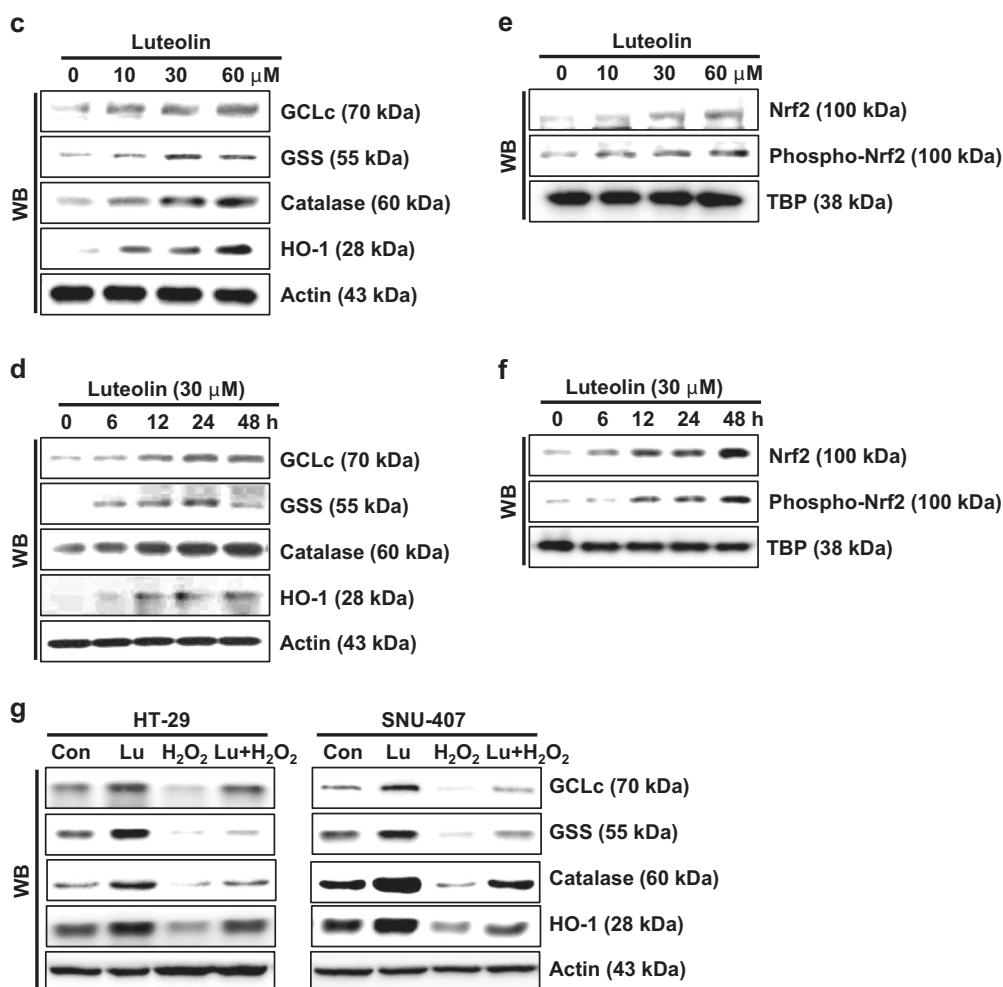 c
Luteolin
0 10 30 60 μM
WB
GCLc (70 kDa)
GSS (55 kDa)
Catalase (60 kDa)
HO-1 (28 kDa)
Actin (43 kDa)
e
Luteolin
0 10 30 60 μM
WB
Nrf2 (100 kDa)
Phospho-Nrf2 (100 kDa)
TBP (38 kDa)
d
Luteolin (30 μM)
0 6 12 24 48 h
WB
GCLc (70 kDa)
GSS (55 kDa)
Catalase (60 kDa)
HO-1 (28 kDa)
Actin (43 kDa)
f
Luteolin (30 μM)
0 6 12 24 48 h
WB
Nrf2 (100 kDa)
Phospho-Nrf2 (100 kDa)
TBP (38 kDa)
g
HT-29 SNU-407
Con Lu H₂O₂ Lu+H₂O₂ Con Lu H₂O₂ Lu+H₂O₂
WB
GCLc (70 kDa)
GSS (55 kDa)
Catalase (60 kDa)
HO-1 (28 kDa)
Actin (43 kDa)